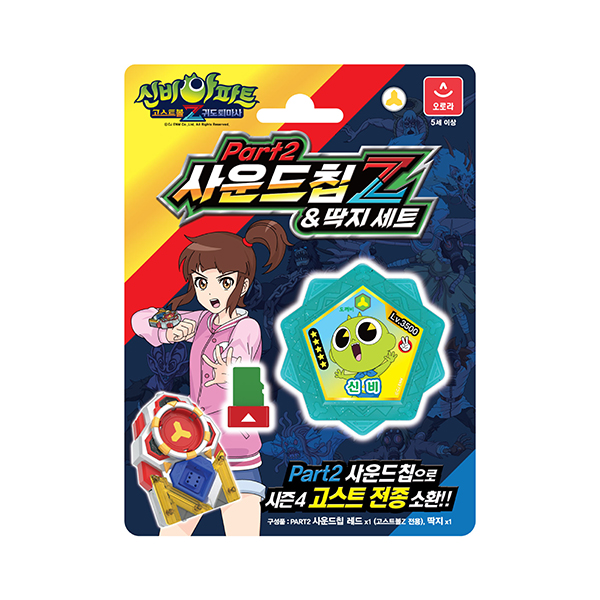 신비아파트
고스트볼Z귀도퇴마사
오로라
5세 이상
Part2
사운드칩Z
&딱지세트
도깨비
Lv.3500
신비
Part2 사운드칩으로
시즌4 고스트 전종 소환!!
구성품 : PART2 사운드칩 레드 x1 (고스트볼Z 전용), 딱지 x1